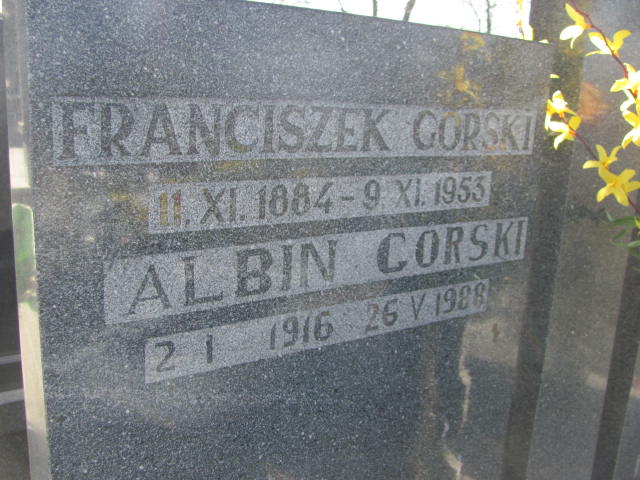 FRANCISZEK GORSKI
11. XI. 1884 - 9. XI. 1953
ALBIN GORSKI
2 I 1916 26 V 1988